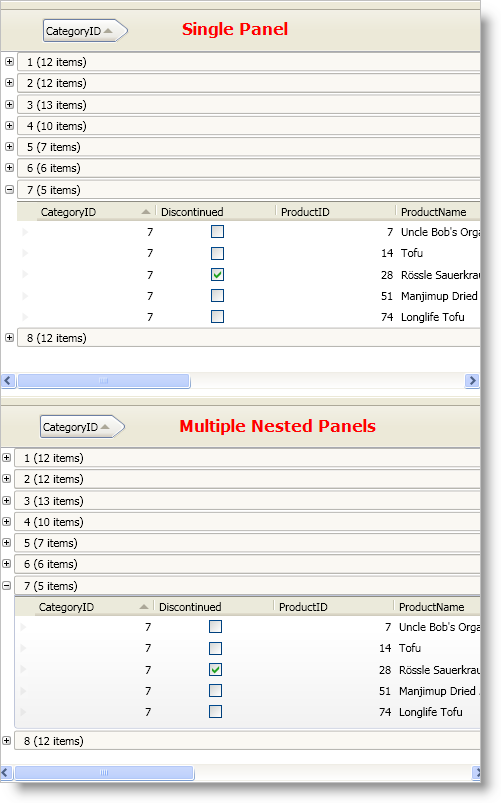 CategoryID Single Panel
1 (12 items)
2 (12 items)
3 (13 items)
4 (10 items)
5 (7 items)
6 (6 items)
7 (5 items)
CategoryID Discontinued ProductID ProductName
7 7 Uncle Bob's Orga
7 14 Tofu
7 28 Rössle Sauerkrau
7 51 Manjimup Dried
7 74 Longlife Tofu
8 (12 items)
CategoryID Multiple Nested Panels
1 (12 items)
2 (12 items)
3 (13 items)
4 (10 items)
5 (7 items)
6 (6 items)
7 (5 items)
CategoryID Discontinued ProductID ProductName
7 7 Uncle Bob's Orga
7 14 Tofu
7 28 Rössle Sauerkrau
7 51 Manjimup Dried
7 74 Longlife Tofu
8 (12 items)